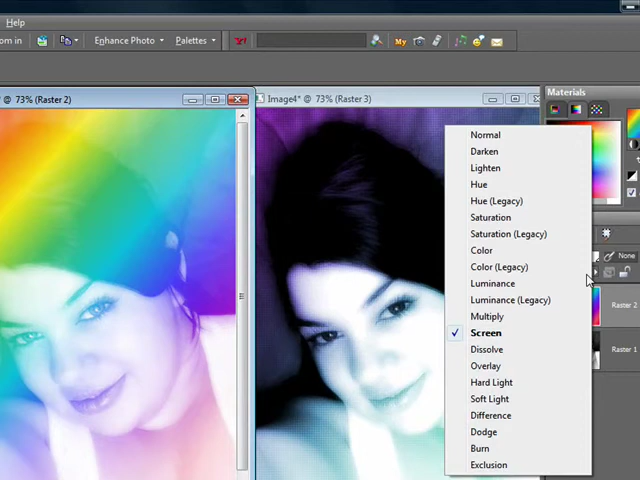 Help
om in
Enhance Photo
Palettes
Y!
My
@ 73% (Raster 2)
Image4* @ 73% (Raster 3)
Materials
Normal
Darken
Lighten
Hue
Hue (Legacy)
Saturation
Saturation (Legacy)
Color
Color (Legacy)
Luminance
Luminance (Legacy)
Multiply
Screen
Dissolve
Overlay
Hard Light
Soft Light
Difference
Dodge
Burn
Exclusion
None
Raster 2
Raster 1